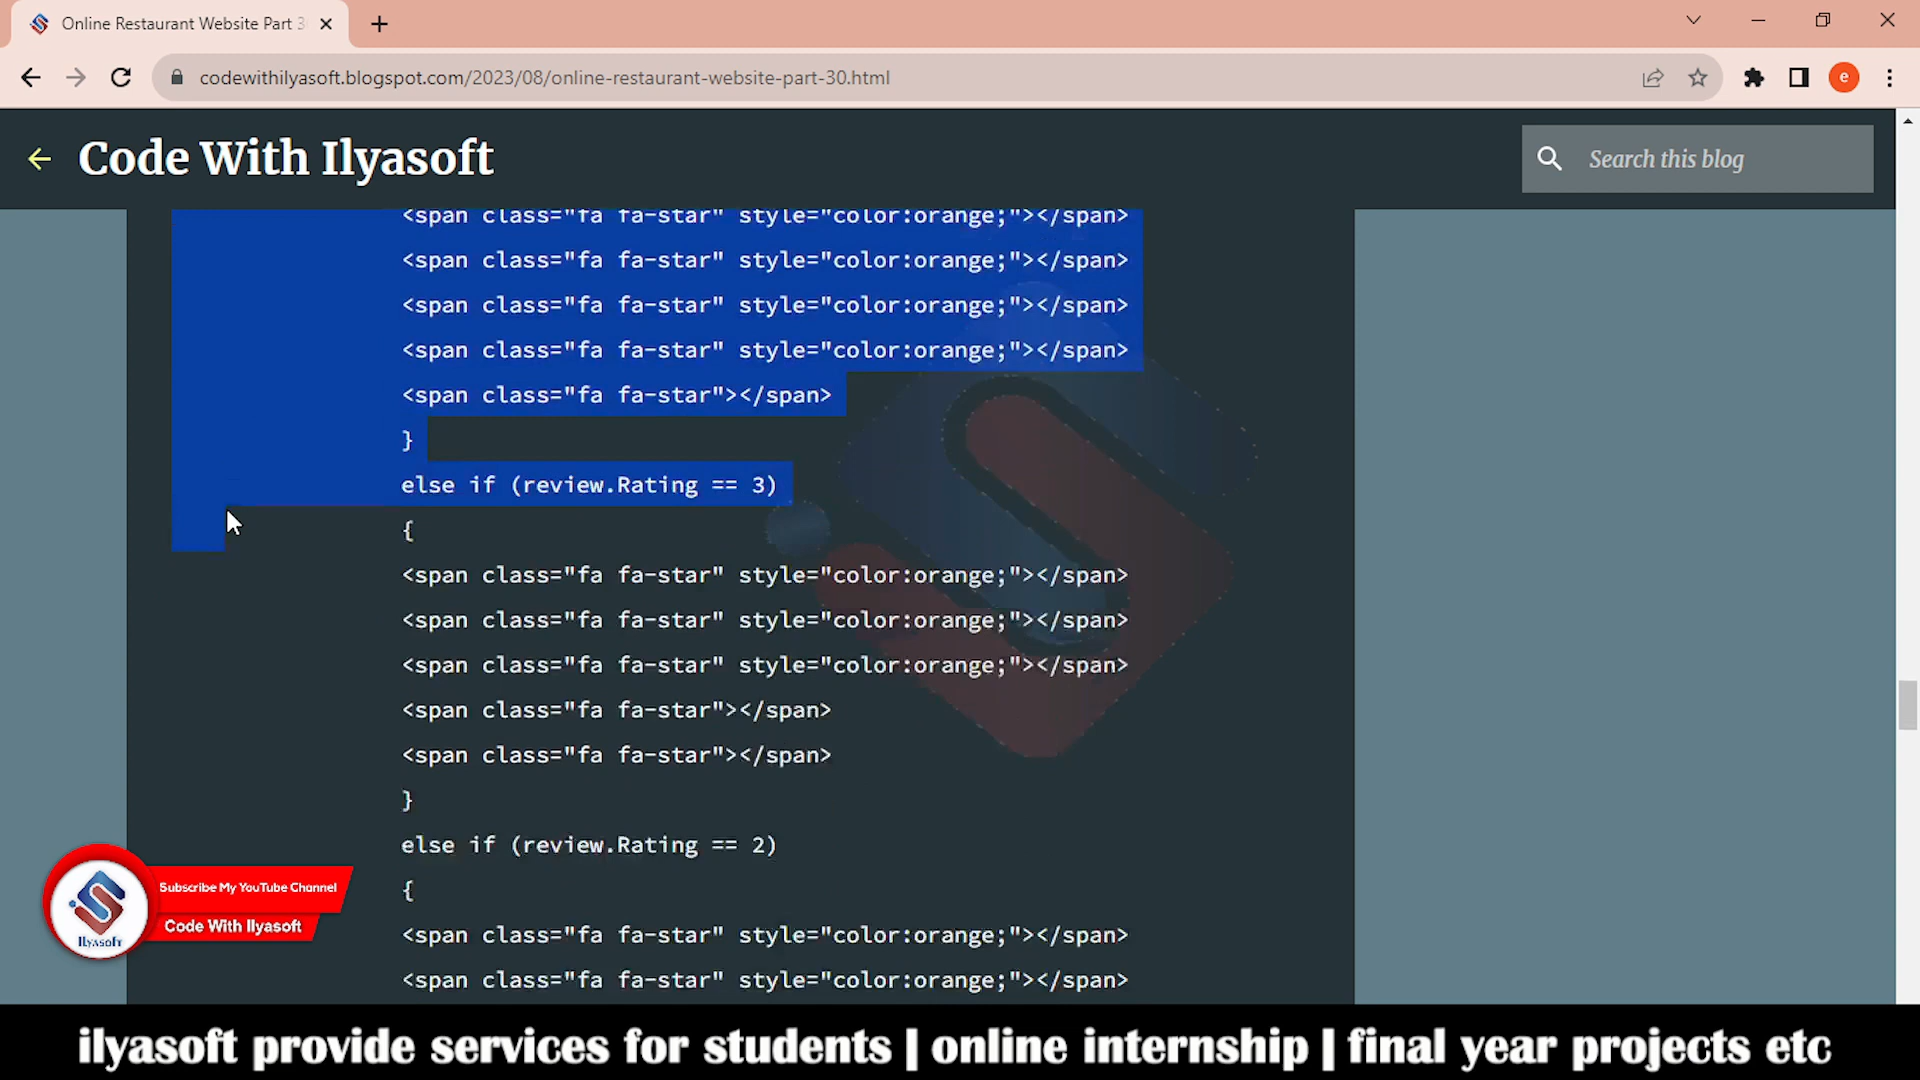 Online Restaurant Website Part 3
codewithilyasoft.blogspot.com/2023/08/online-restaurant-website-part-30.html
e
Code With Ilyasoft
Search this blog
<span class="fa fa-star" style="color:orange;"></span>
<span class="fa fa-star" style="color:orange;"></span>
<span class="fa fa-star" style="color:orange;"></span>
<span class="fa fa-star" style="color:orange;"></span>
<span class="fa fa-star"></span>
}
else if (review.Rating == 3)
{
<span class="fa fa-star" style="color:orange;"></span>
<span class="fa fa-star" style="color:orange;"></span>
<span class="fa fa-star" style="color:orange;"></span>
<span class="fa fa-star"></span>
<span class="fa fa-star"></span>
}
else if (review.Rating == 2)
{
<span class="fa fa-star" style="color:orange;"></span>
<span class="fa fa-star" style="color:orange;"></span>
Subscribe My YouTube Channel
Code With Ilyasoft
Ilyasoft
ilyasoft provide services for students | online internship | final year projects etc